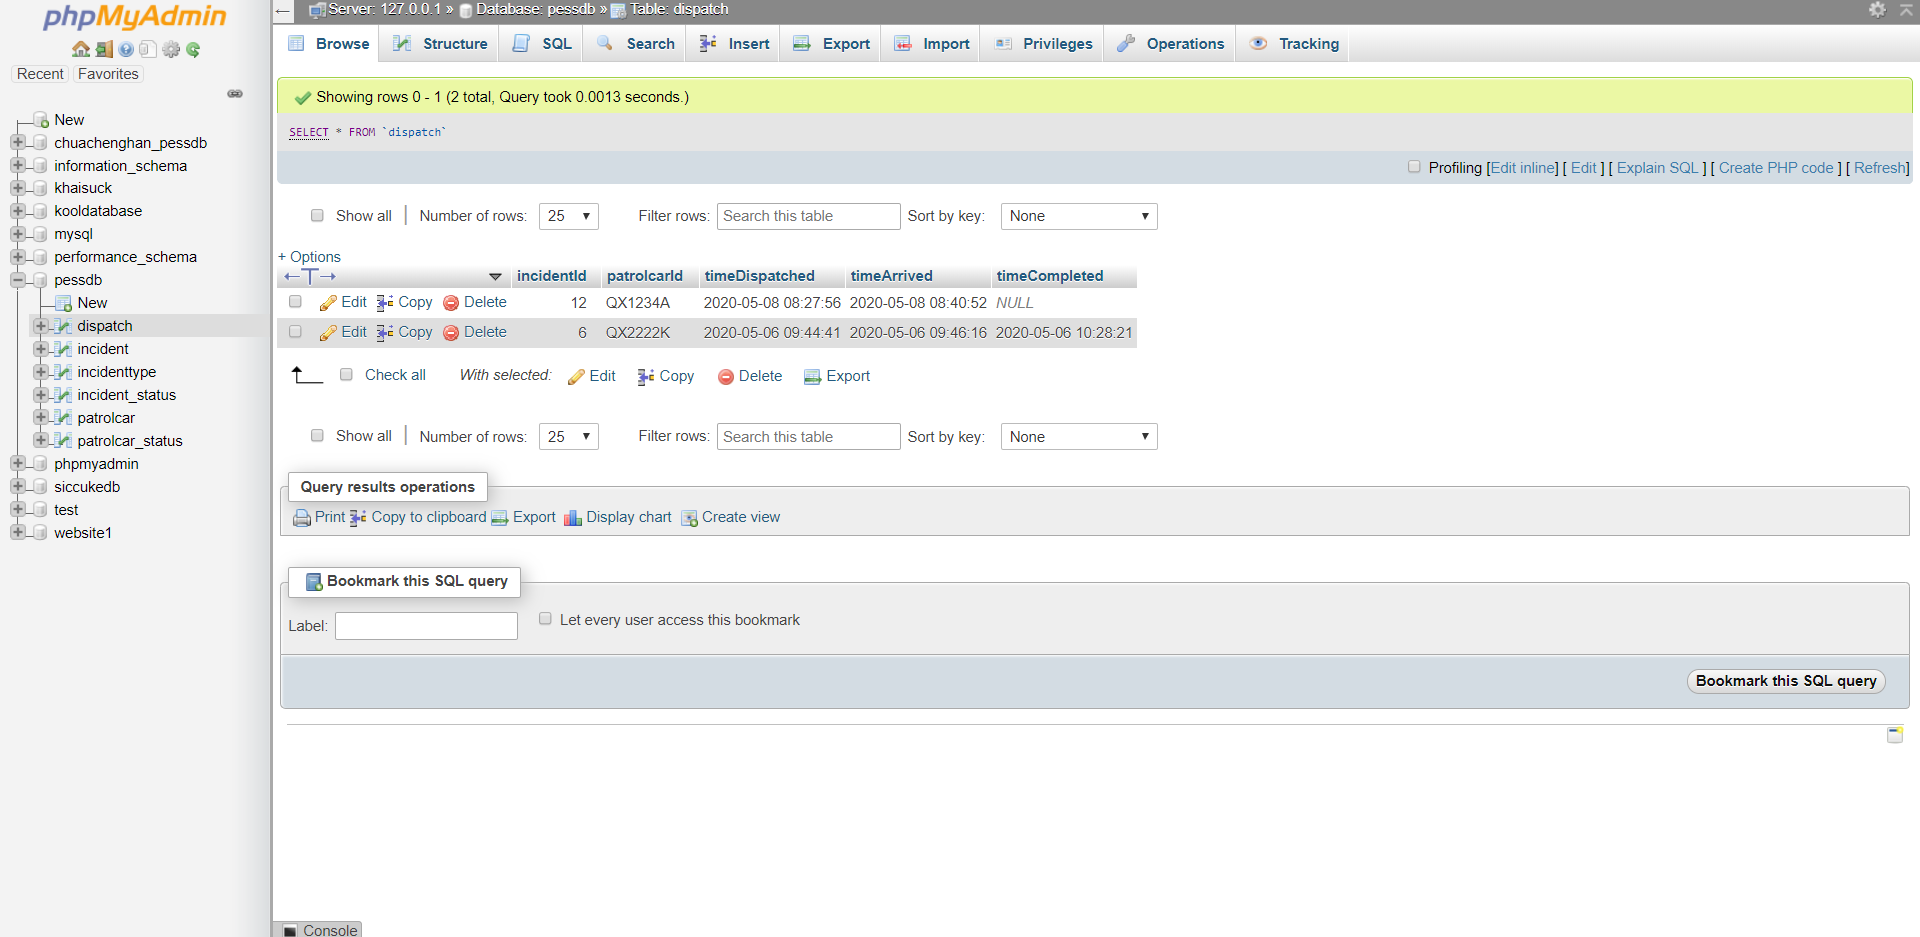 phpMyAdmin
Recent Favorites
New
chuachenghan_pessdb
information_schema
khaisuck
kooldatabase
mysql
performance_schema
pessdb
New
dispatch
incident
incidenttype
incident_status
patrolcar
patrolcar_status
phpmyadmin
siccukedb
test
website1
Server: 127.0.0.1 » Database: pessdb » Table: dispatch
Browse Structure SQL Search Insert Export Import Privileges Operations Tracking
Showing rows 0 - 1 (2 total, Query took 0.0013 seconds.)
SELECT * FROM `dispatch`
Profiling [Edit inline] [ Edit ] [ Explain SQL ] [ Create PHP code ] [ Refresh]
Show all | Number of rows: 25 Filter rows: Search this table Sort by key: None
+ Options
incidentId patrolcarId timeDispatched timeArrived timeCompleted
Edit Copy Delete 12 QX1234A 2020-05-08 08:27:56 2020-05-08 08:40:52 NULL
Edit Copy Delete 6 QX2222K 2020-05-06 09:44:41 2020-05-06 09:46:16 2020-05-06 10:28:21
Check all With selected: Edit Copy Delete Export
Show all | Number of rows: 25 Filter rows: Search this table Sort by key: None
Query results operations
Print Copy to clipboard Export Display chart Create view
Bookmark this SQL query
Label: Let every user access this bookmark
Bookmark this SQL query
Console